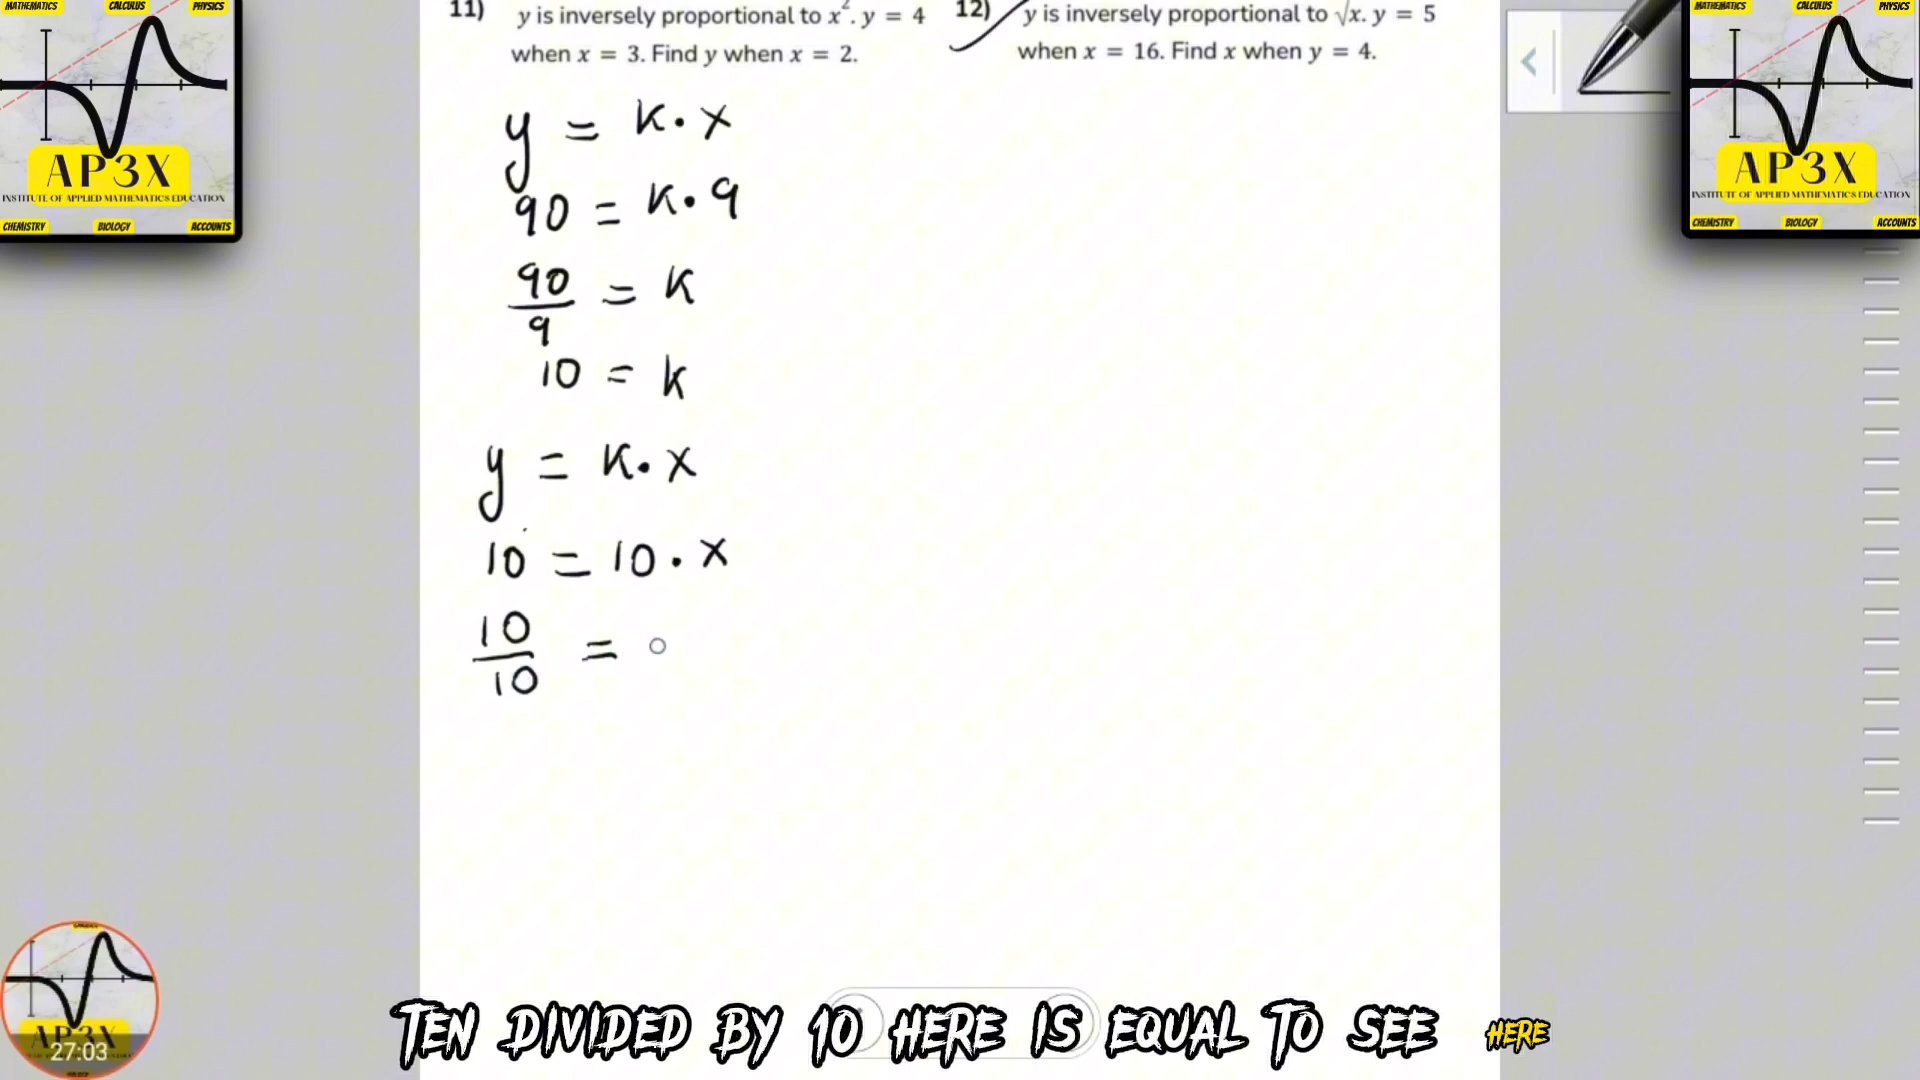 MATHEMATICS CALCULUS PHYSICS
AP3X
INSTITUTE OF APPLIED MATHEMATICS EDUCATION
CHEMISTRY BIOLOGY ACCOUNTS
11) y is inversely proportional to x². y = 4
when x = 3. Find y when x = 2.
12) y is inversely proportional to √x. y = 5
when x = 16. Find x when y = 4.
MATHEMATICS CALCULUS PHYSICS
AP3X
INSTITUTE OF APPLIED MATHEMATICS EDUCATION
CHEMISTRY BIOLOGY ACCOUNTS
y = K·x
90 = K·9
90/9 = K
10 = k
y = K·x
10 = 10·x
10/10 =
AP3X
27:03
TEN DIVIDED BY 10 HERE IS EQUAL TO SEE HERE